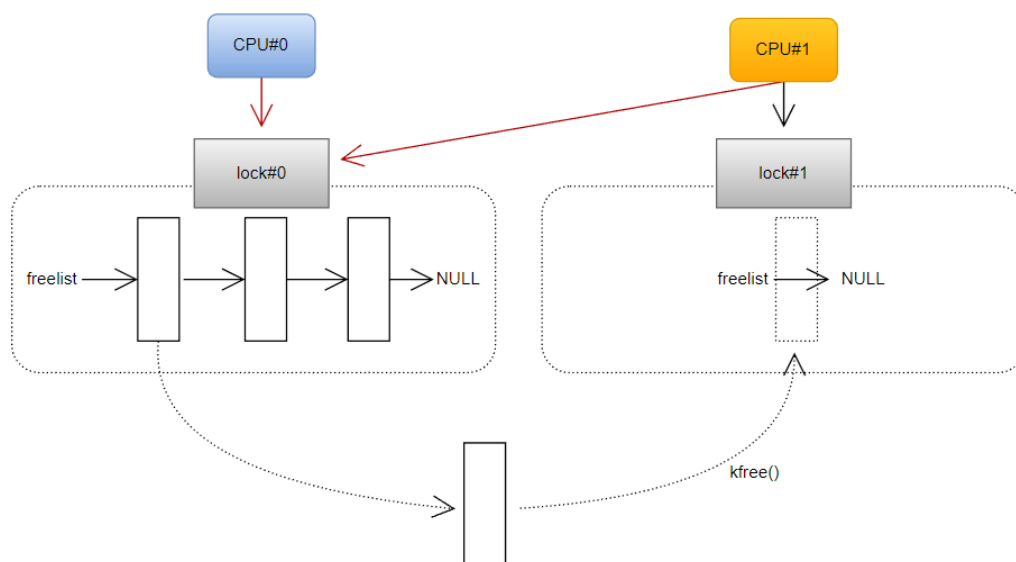 CPU#0
CPU#1
lock#0
lock#1
freelist
NULL
freelist
NULL
kfree()